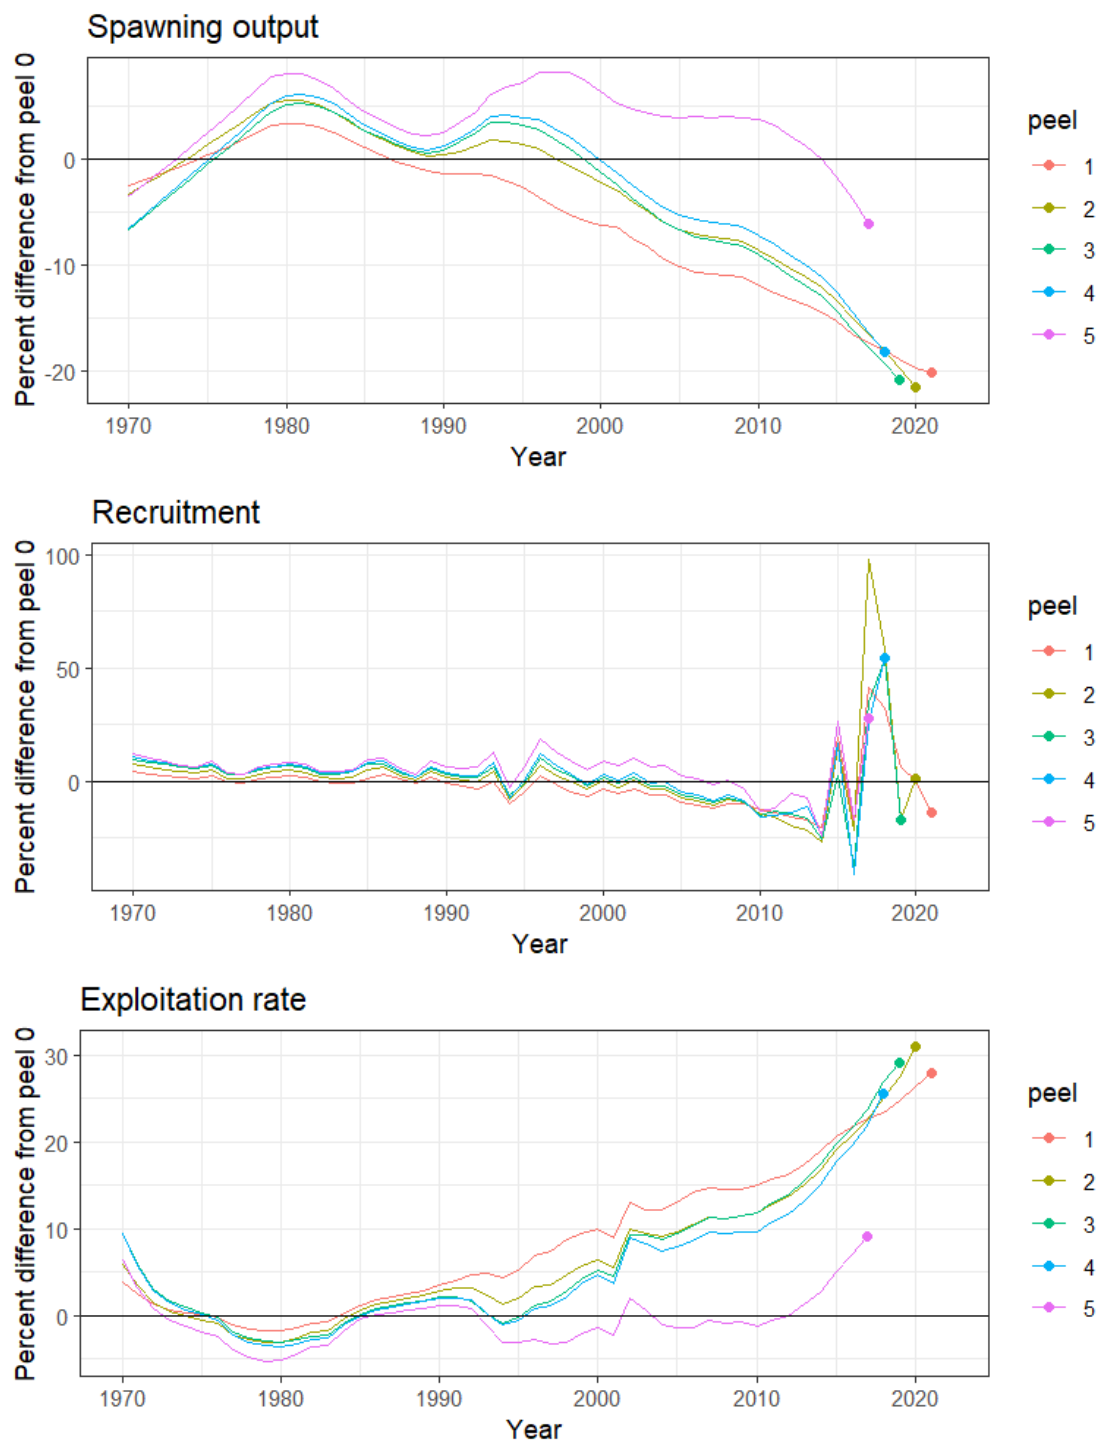 Spawning output
Percent difference from peel 0
0
-10
-20
1970 1980 1990 2000 2010 2020
Year
peel
1
2
3
4
5
Recruitment
Percent difference from peel 0
100
50
0
1970 1980 1990 2000 2010 2020
Year
peel
1
2
3
4
5
Exploitation rate
Percent difference from peel 0
30
20
10
0
1970 1980 1990 2000 2010 2020
Year
peel
1
2
3
4
5